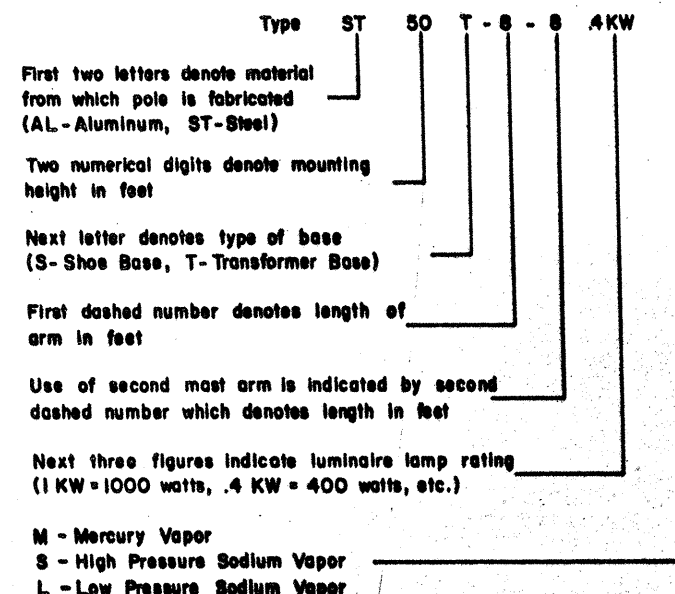 Type ST 50 T - 8 - 8 .4KW
First two letters denote material
from which pole is fabricated
(AL-Aluminum, ST-Steel)
Two numerical digits denote mounting
height in feet
Next letter denotes type of base
(S-Shoe Base, T-Transformer Base)
First dashed number denotes length of
arm in feet
Use of second mast arm is indicated by second
dashed number which denotes length in feet
Next three figures indicate luminaire lamp rating
(1 KW = 1000 watts, .4 KW = 400 watts, etc.)
M - Mercury Vapor
S - High Pressure Sodium Vapor
L - Low Pressure Sodium Vapor